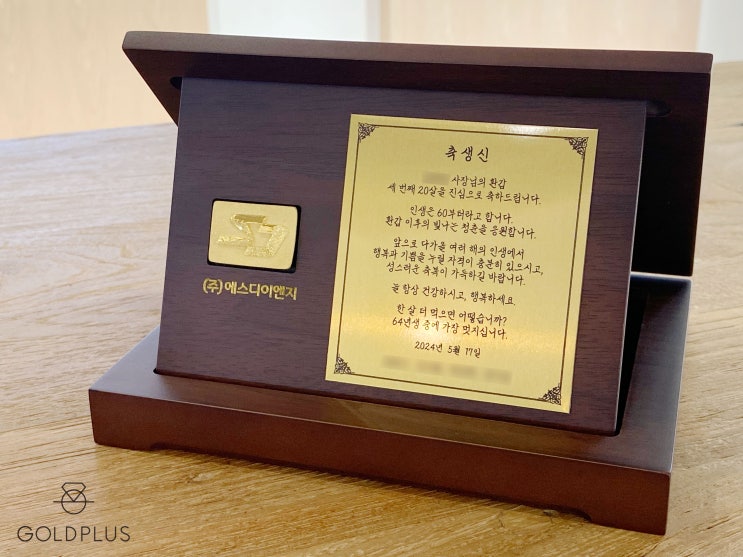 축 생 신
사장님의 환갑
세 번째 20살을 진심으로 축하드립니다.
인생은 60부터라고 합니다.
환갑 이후의 빛나는 청춘을 응원합니다.
앞으로 다가올 여러 해의 인생에서
행복과 기쁨을 누릴 자격이 충분히 있으시고,
성스러운 축복이 가득하길 바랍니다.
늘 항상 건강하시고, 행복하세요.
한 살 더 먹으면 어떻습니까?
64년생 중에 가장 멋지십니다.
2024년 5월 17일
(주)에스디이앤지
GOLDPLUS